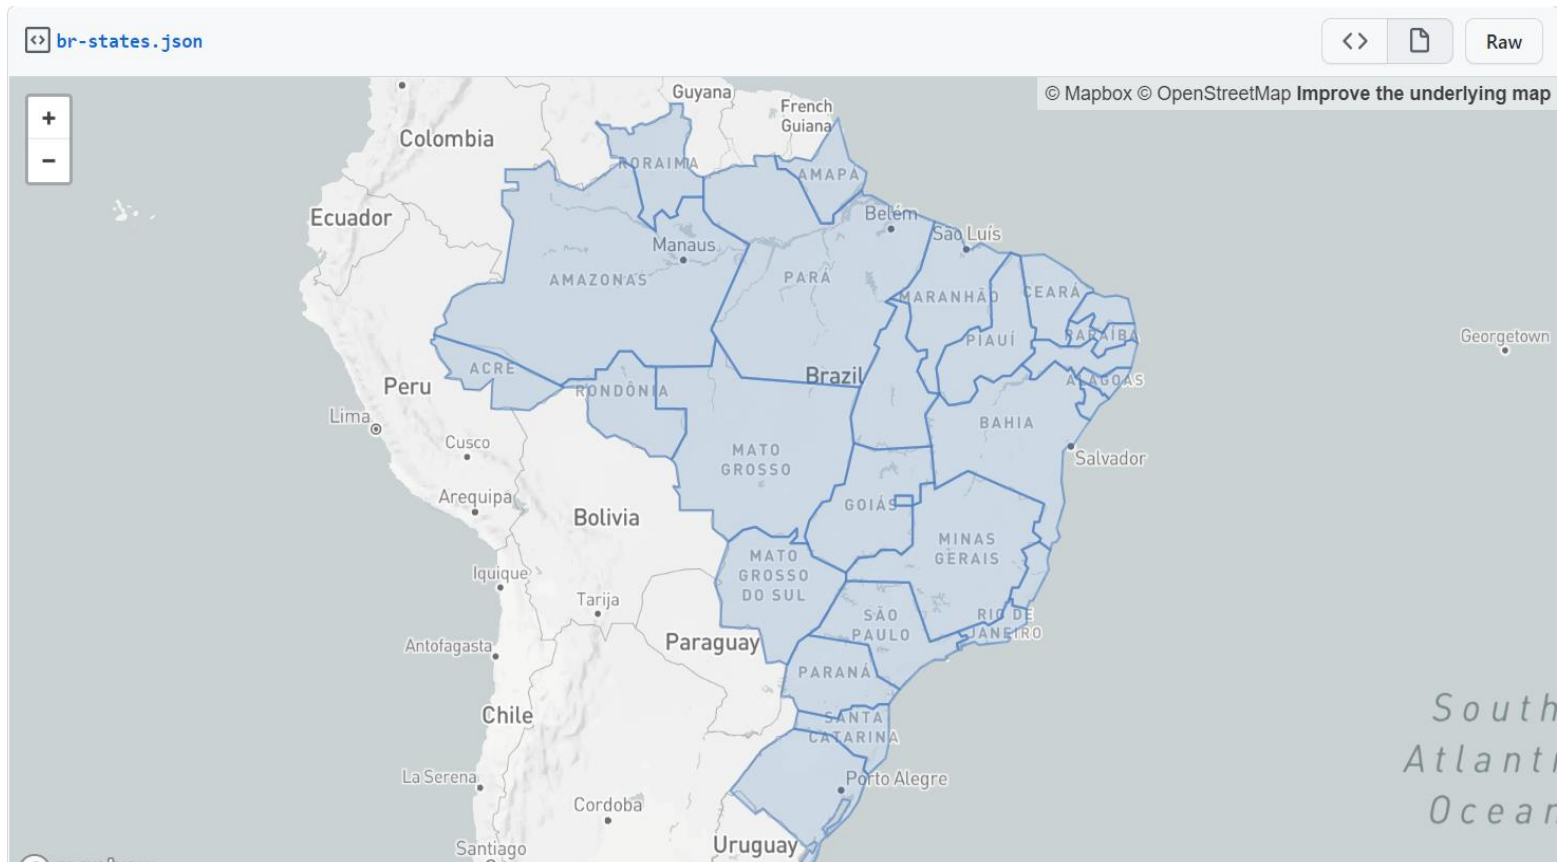 br-states.json
Raw
© Mapbox © OpenStreetMap Improve the underlying map
Guyana
French
Guiana
Colombia
RORAIMA
AMAPÁ
Ecuador
Belém
São Luís
Manaus
AMAZONAS
PARÁ
MARANHÃO
CEARÁ
PIAUÍ
PARAÍBA
Georgetown
ACRE
Peru
RONDÔNIA
Brazil
ALAGOAS
Lima
BAHIA
Cusco
MATO
GROSSO
Salvador
Arequipa
GOIÁS
Bolivia
MINAS
GERAIS
MATO
GROSSO
DO SUL
Iquique
Tarija
SÃO
PAULO
RIO DE
JANEIRO
Antofagasta
Paraguay
PARANÁ
Chile
SANTA
CATARINA
South
Atlanti
Ocean
La Serena
Porto Alegre
Cordoba
Santiago
Uruguay